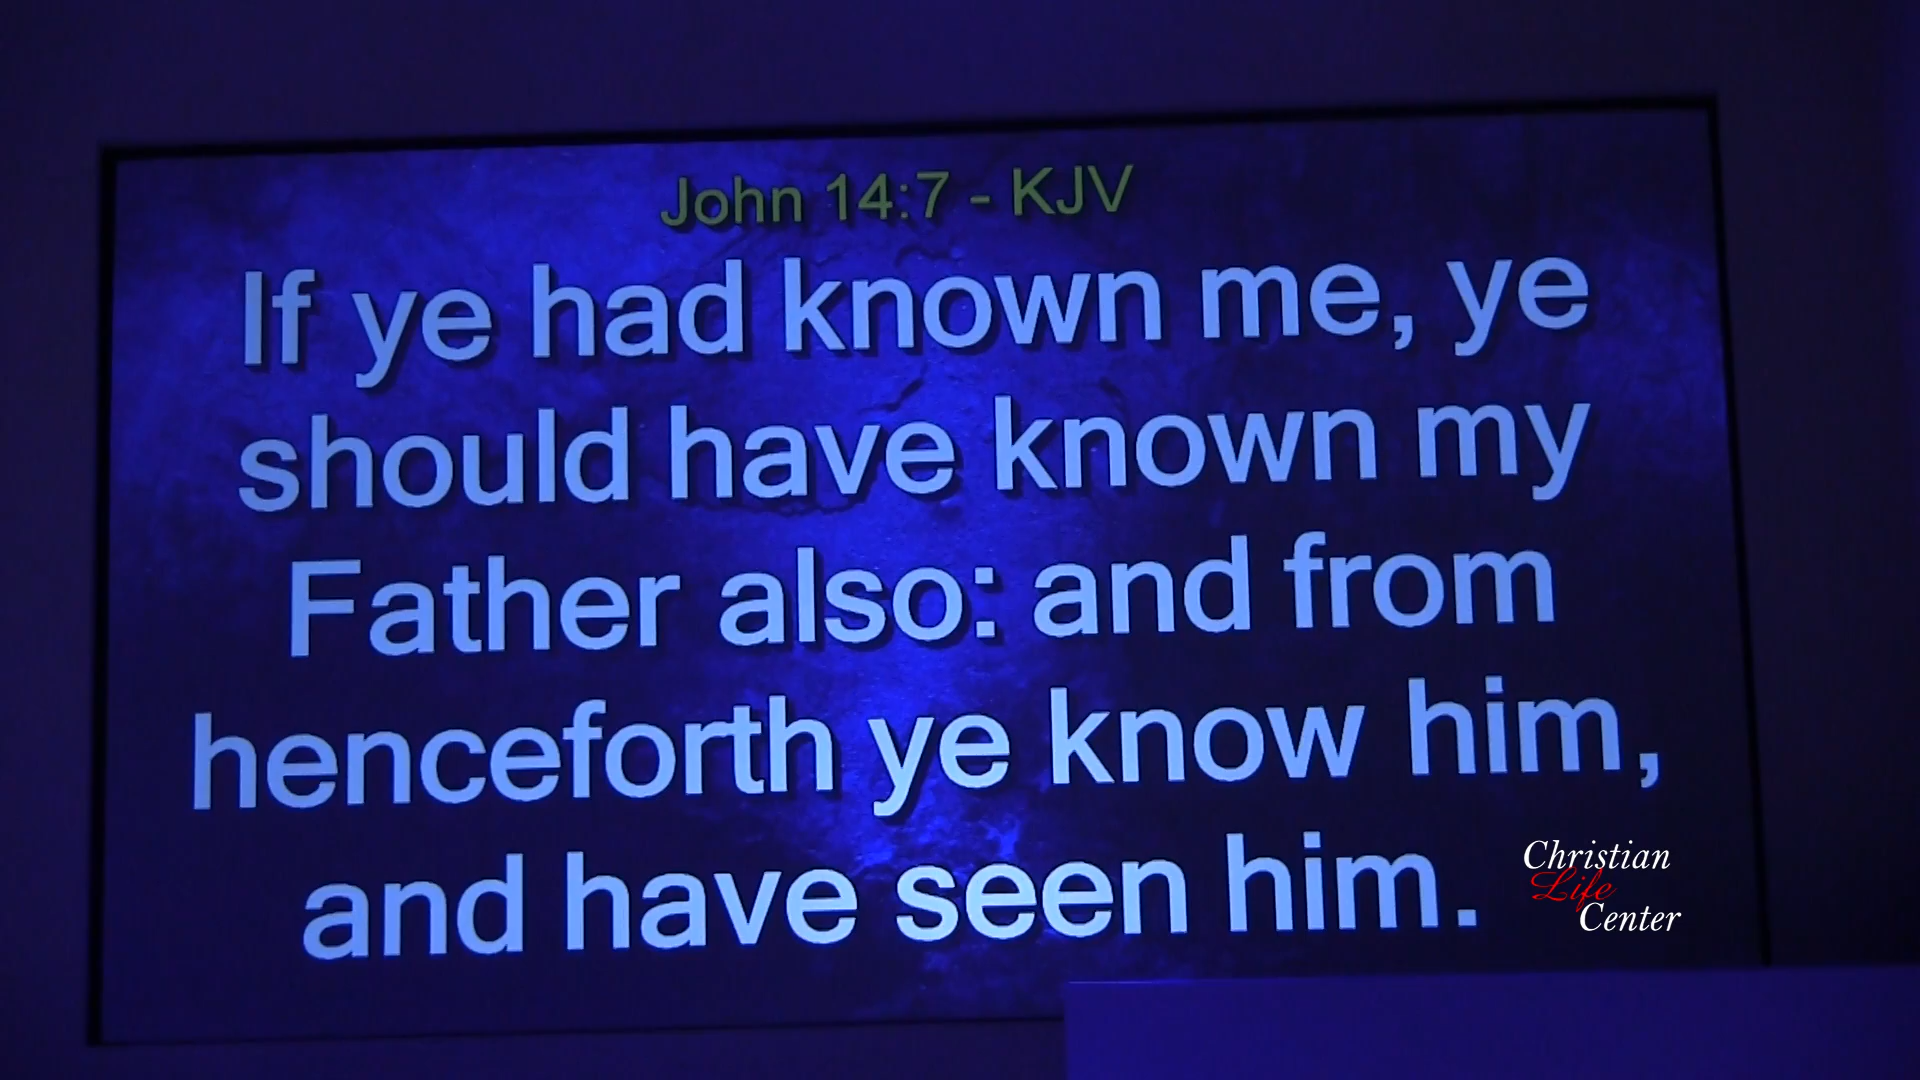 John 14:7 - KJV
If ye had known me, ye
should have known my
Father also: and from
henceforth ye know him,
and have seen him.
Christian
Life
Center